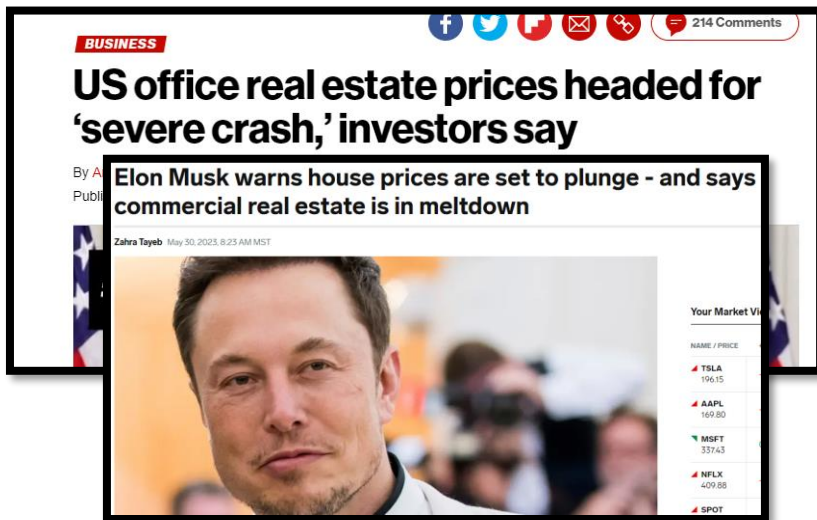 214 Comments
BUSINESS
US office real estate prices headed for
‘severe crash,’ investors say
By A
Publi
Elon Musk warns house prices are set to plunge - and says
commercial real estate is in meltdown
Zahra Tayeb May 30, 2023, 8:23 AM MST
Your Market Vi
NAME / PRICE
TSLA
196.15
AAPL
169.80
MSFT
337.43
NFLX
409.88
SPOT